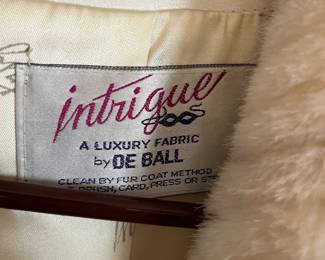 intrigue
A LUXURY FABRIC
by DE BALL
CLEAN BY FUR COAT METHOD
BRUSH, CARD, PRESS OR